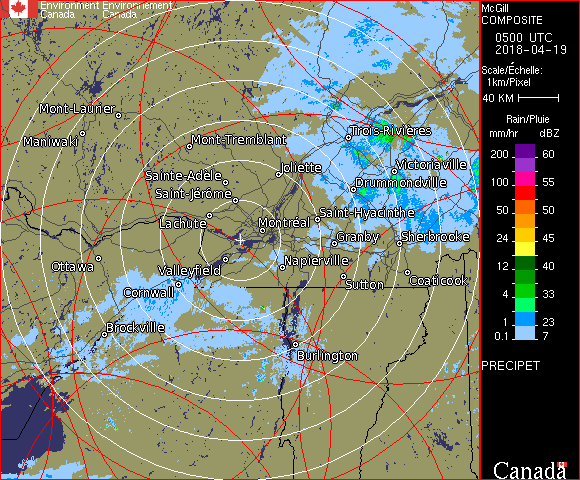 Environment Environnement
Canada Canada
McGill
COMPOSITE
0500 UTC
2018-04-19
Scale/Échelle:
1km/Pixel
40 KM
Rain/Pluie
mm/hr dBZ
200 60
100 55
50 50
24 45
12 40
4 33
1 23
0.1 7
PRECIPET
Canada
Mont-Laurier
Maniwaki
Mont-Tremblant
Trois-Rivières
Joliette
Victoriaville
Sainte-Adèle
Drummondville
Saint-Jérôme
Lachute
Saint-Hyacinthe
Montréal
Granby
Sherbrooke
Ottawa
Valleyfield
Napierville
Sutton
Coaticook
Cornwall
Brockville
Burlington